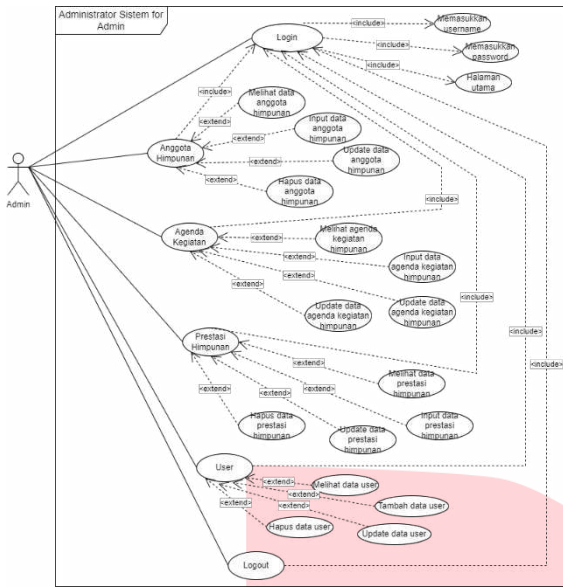 Administrator Sistem for
Admin
Login
<include>
Memasukkan
username
<include>
Memasukkan
password
<include>
Halaman
utama
<include>
Melihat data
anggota
himpunan
<extend>
Input data
anggota
himpunan
<extend>
Anggota
Himpunan
<extend>
Update data
anggota
himpunan
<extend>
Hapus data
anggota
himpunan
<include>
Admin
<include>
Agenda
Kegiatan
<extend>
Melihat agenda
kegiatan
himpunan
<extend>
Input data
agenda kegiatan
himpunan
<extend>
<extend>
Update data
agenda kegiatan
himpunan
Update data
agenda kegiatan
himpunan
<include>
<include>
<include>
Prestasi
Himpunan
<extend>
Melihat data
prestasi
himpunan
<extend>
<extend>
<extend>
Hapus data
prestasi
himpunan
Update data
prestasi
himpunan
Input data
prestasi
himpunan
User
<extend>
Melihat data user
<extend>
Tambah data user
<extend>
<extend>
Hapus data user
Update data user
Logout